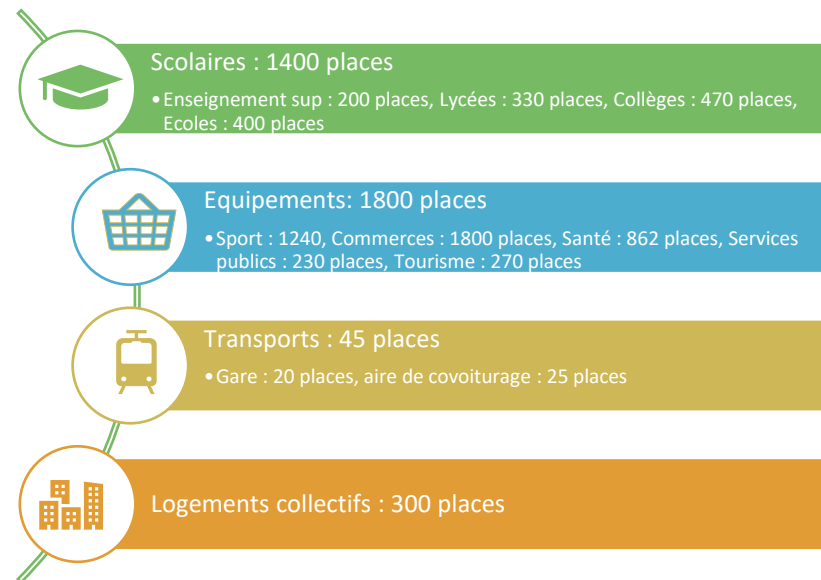 Scolaires : 1400 places
•Enseignement sup : 200 places, Lycées : 330 places, Collèges : 470 places,
Ecoles : 400 places
Equipements: 1800 places
•Sport : 1240, Commerces : 1800 places, Santé : 862 places, Services
publics : 230 places, Tourisme : 270 places
Transports : 45 places
•Gare : 20 places, aire de covoiturage : 25 places
Logements collectifs : 300 places